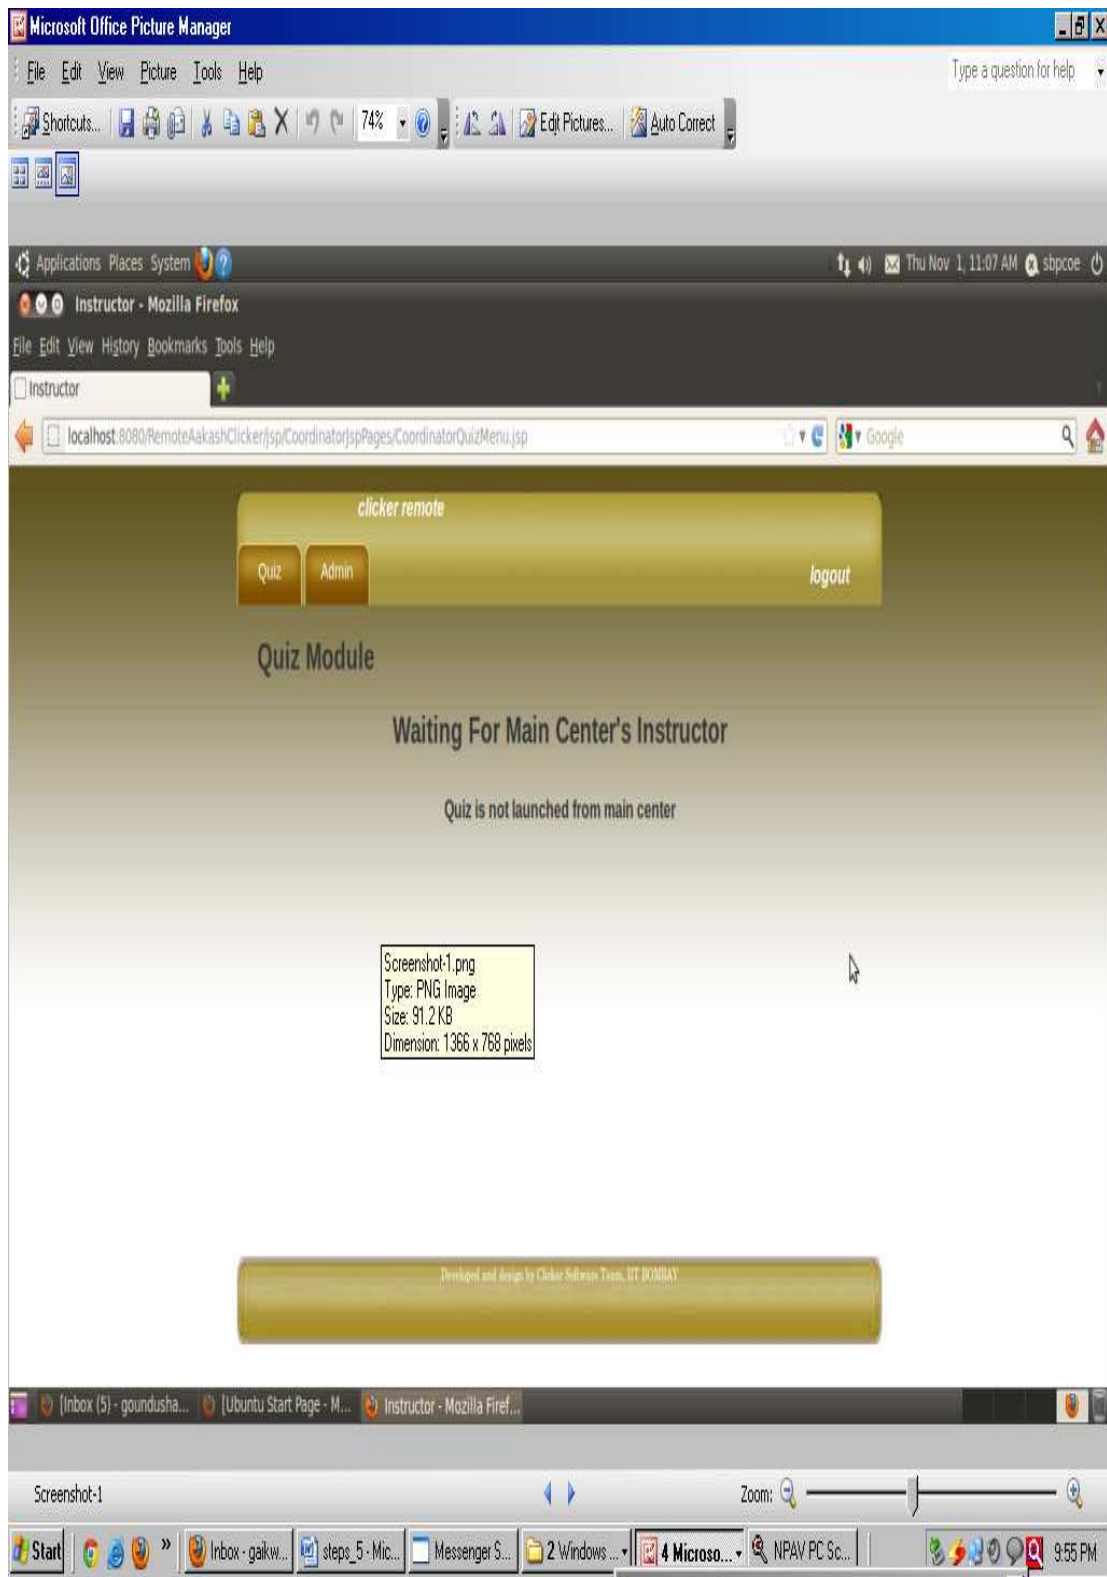 Microsoft Office Picture Manager
File Edit View Picture Tools Help Type a question for help
Shortcuts... 74% Edit Pictures... Auto Correct
Applications Places System Thu Nov 1, 11:07 AM sbpcoe
Instructor - Mozilla Firefox
File Edit View History Bookmarks Tools Help
Instructor
localhost:8080/RemoteAakashClicker/jsp/CoordinatorJspPages/CoordinatorQuizMenu.jsp Google
clicker remote
Quiz Admin logout
Quiz Module
Waiting For Main Center's Instructor
Quiz is not launched from main center
Screenshot-1.png
Type: PNG Image
Size: 91.2 KB
Dimension: 1366 x 768 pixels
Developed and design by Clicker Software Team, IIT BOMBAY
[Inbox (5) - goundusha... [Ubuntu Start Page - M... Instructor - Mozilla Firef...
Screenshot-1 Zoom:
Start » Inbox - gaikw... steps_5 - Mic... Messenger S... 2 Windows ... 4 Microso... NPAV PC Sc... 9:55 PM